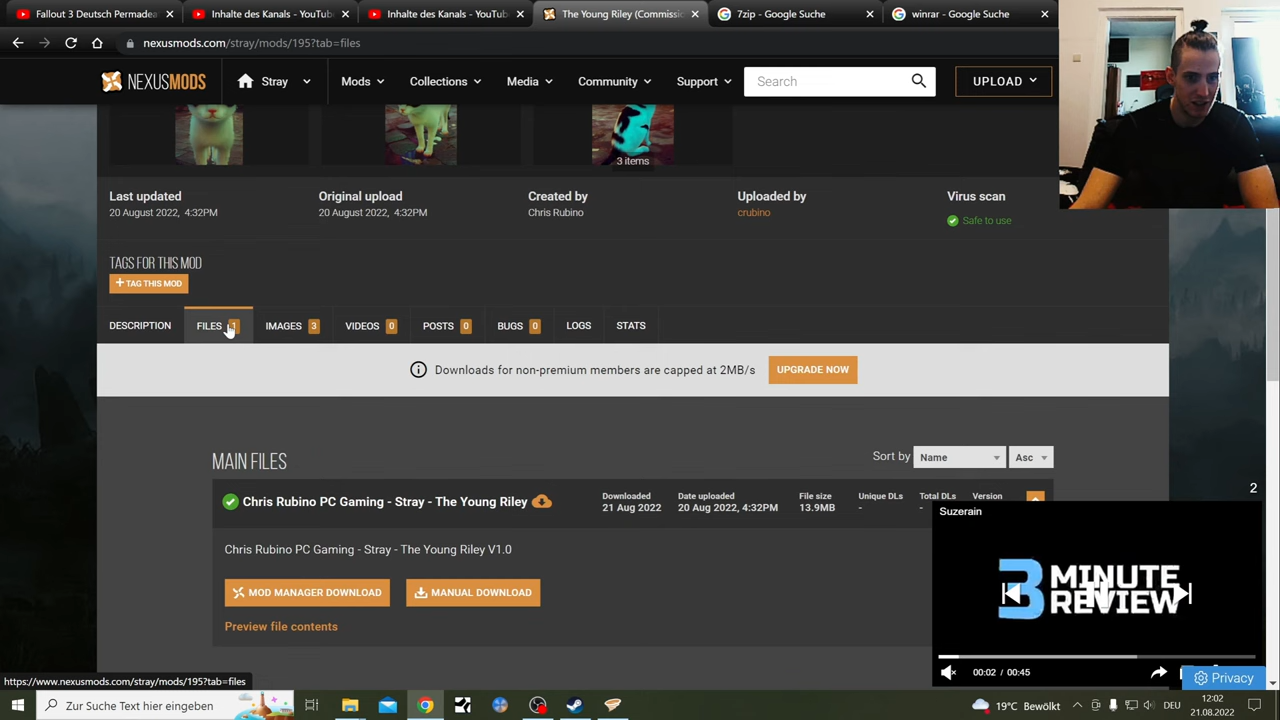 Fallout 3 Deutsch Permadea
Inhalte des Kanals - YouTub
Inhalte des Kanals - YouTub
The Young Riley (Commissi
7zip - Google Suche
winrar - Google Suche
nexusmods.com/stray/mods/195?tab=files
NEXUSMODS
Stray
Mods
Collections
Media
Community
Support
Search
UPLOAD
3 items
Last updated
20 August 2022, 4:32PM
Original upload
20 August 2022, 4:32PM
Created by
Chris Rubino
Uploaded by
crubino
Virus scan
Safe to use
TAGS FOR THIS MOD
+ TAG THIS MOD
DESCRIPTION
FILES 1
IMAGES 3
VIDEOS 0
POSTS 0
BUGS 0
LOGS
STATS
Downloads for non-premium members are capped at 2MB/s
UPGRADE NOW
MAIN FILES
Sort by
Name
Asc
Chris Rubino PC Gaming - Stray - The Young Riley
Downloaded
21 Aug 2022
Date uploaded
20 Aug 2022, 4:32PM
File size
13.9MB
Unique DLs
-
Total DLs
-
Version
2
Chris Rubino PC Gaming - Stray - The Young Riley V1.0
MOD MANAGER DOWNLOAD
MANUAL DOWNLOAD
Preview file contents
Suzerain
3 MINUTE
REVIEW
00:02 / 00:45
Privacy
https://www.nexusmods.com/stray/mods/195?tab=files
Zur Suche Text hier eingeben
19°C Bewölkt
DEU
12:02
21.08.2022